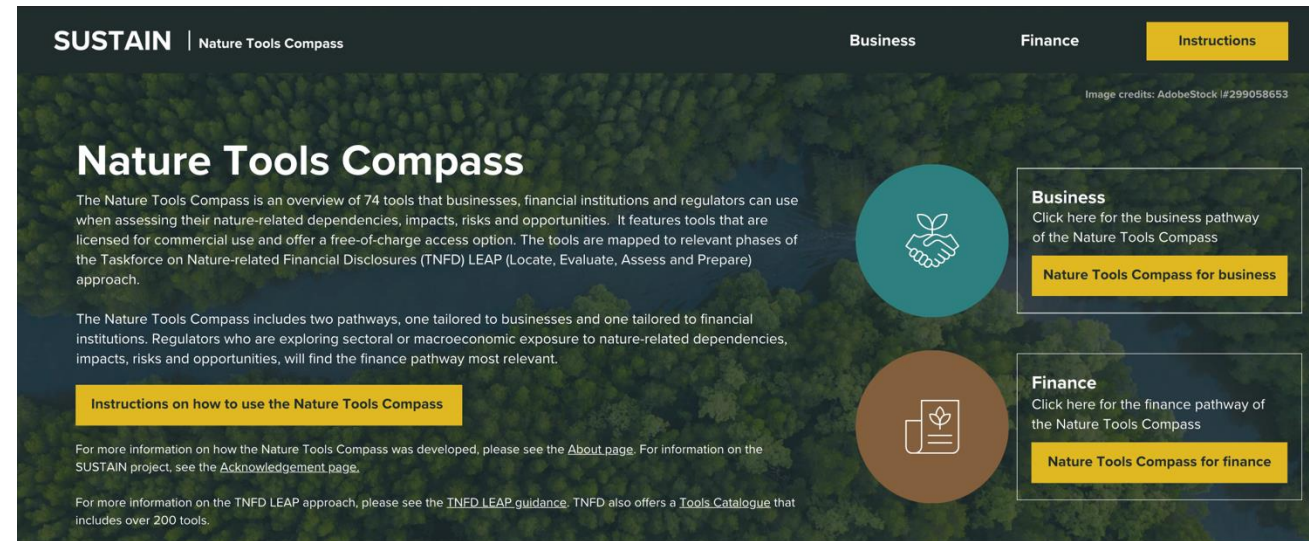 SUSTAIN | Nature Tools Compass
Business
Finance
Instructions
Image credits: AdobeStock |#299058653
Nature Tools Compass
The Nature Tools Compass is an overview of 74 tools that businesses, financial institutions and regulators can use
when assessing their nature-related dependencies, impacts, risks and opportunities. It features tools that are
licensed for commercial use and offer a free-of-charge access option. The tools are mapped to relevant phases of
the Taskforce on Nature-related Financial Disclosures (TNFD) LEAP (Locate, Evaluate, Assess and Prepare)
approach.
The Nature Tools Compass includes two pathways, one tailored to businesses and one tailored to financial
institutions. Regulators who are exploring sectoral or macroeconomic exposure to nature-related dependencies,
impacts, risks and opportunities, will find the finance pathway most relevant.
Instructions on how to use the Nature Tools Compass
For more information on how the Nature Tools Compass was developed, please see the About page. For information on the
SUSTAIN project, see the Acknowledgement page.
For more information on the TNFD LEAP approach, please see the TNFD LEAP guidance. TNFD also offers a Tools Catalogue that
includes over 200 tools.
Business
Click here for the business pathway
of the Nature Tools Compass
Nature Tools Compass for business
Finance
Click here for the finance pathway of
the Nature Tools Compass
Nature Tools Compass for finance